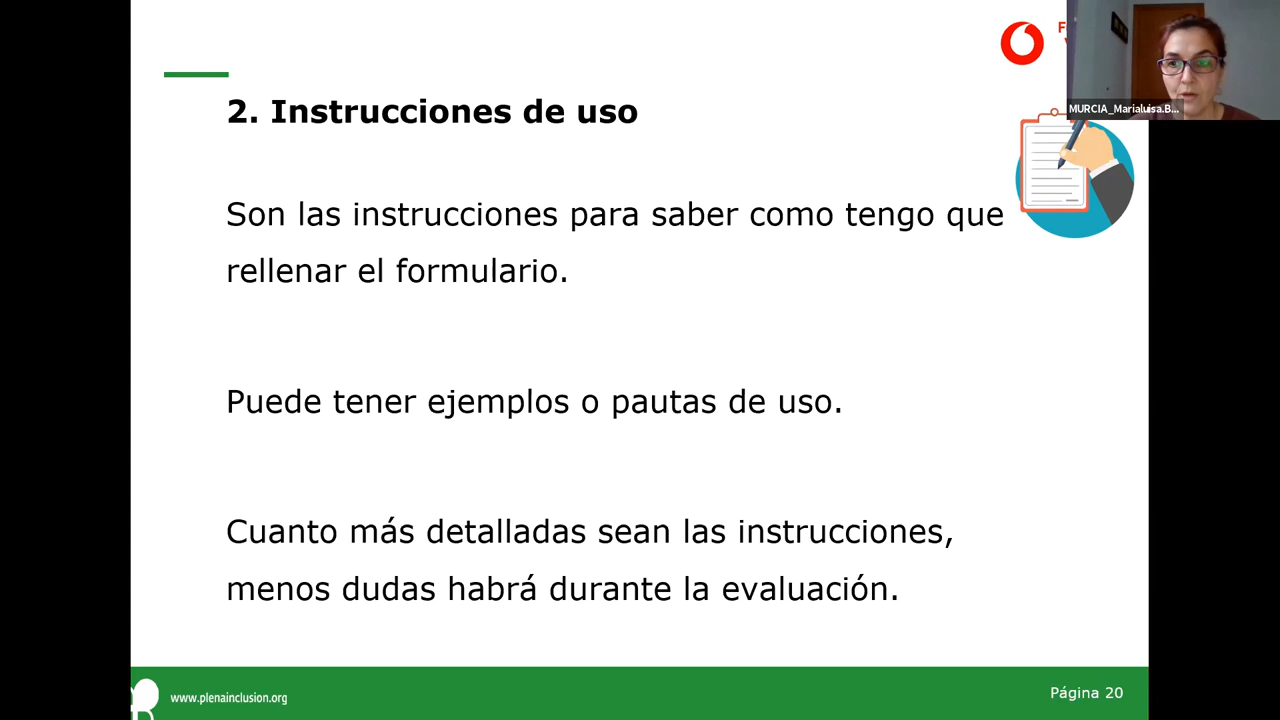 2. Instrucciones de uso
MURCIA_Marialuisa.B...
Son las instrucciones para saber como tengo que
rellenar el formulario.
Puede tener ejemplos o pautas de uso.
Cuanto más detalladas sean las instrucciones,
menos dudas habrá durante la evaluación.
www.plenainclusion.org
Página 20